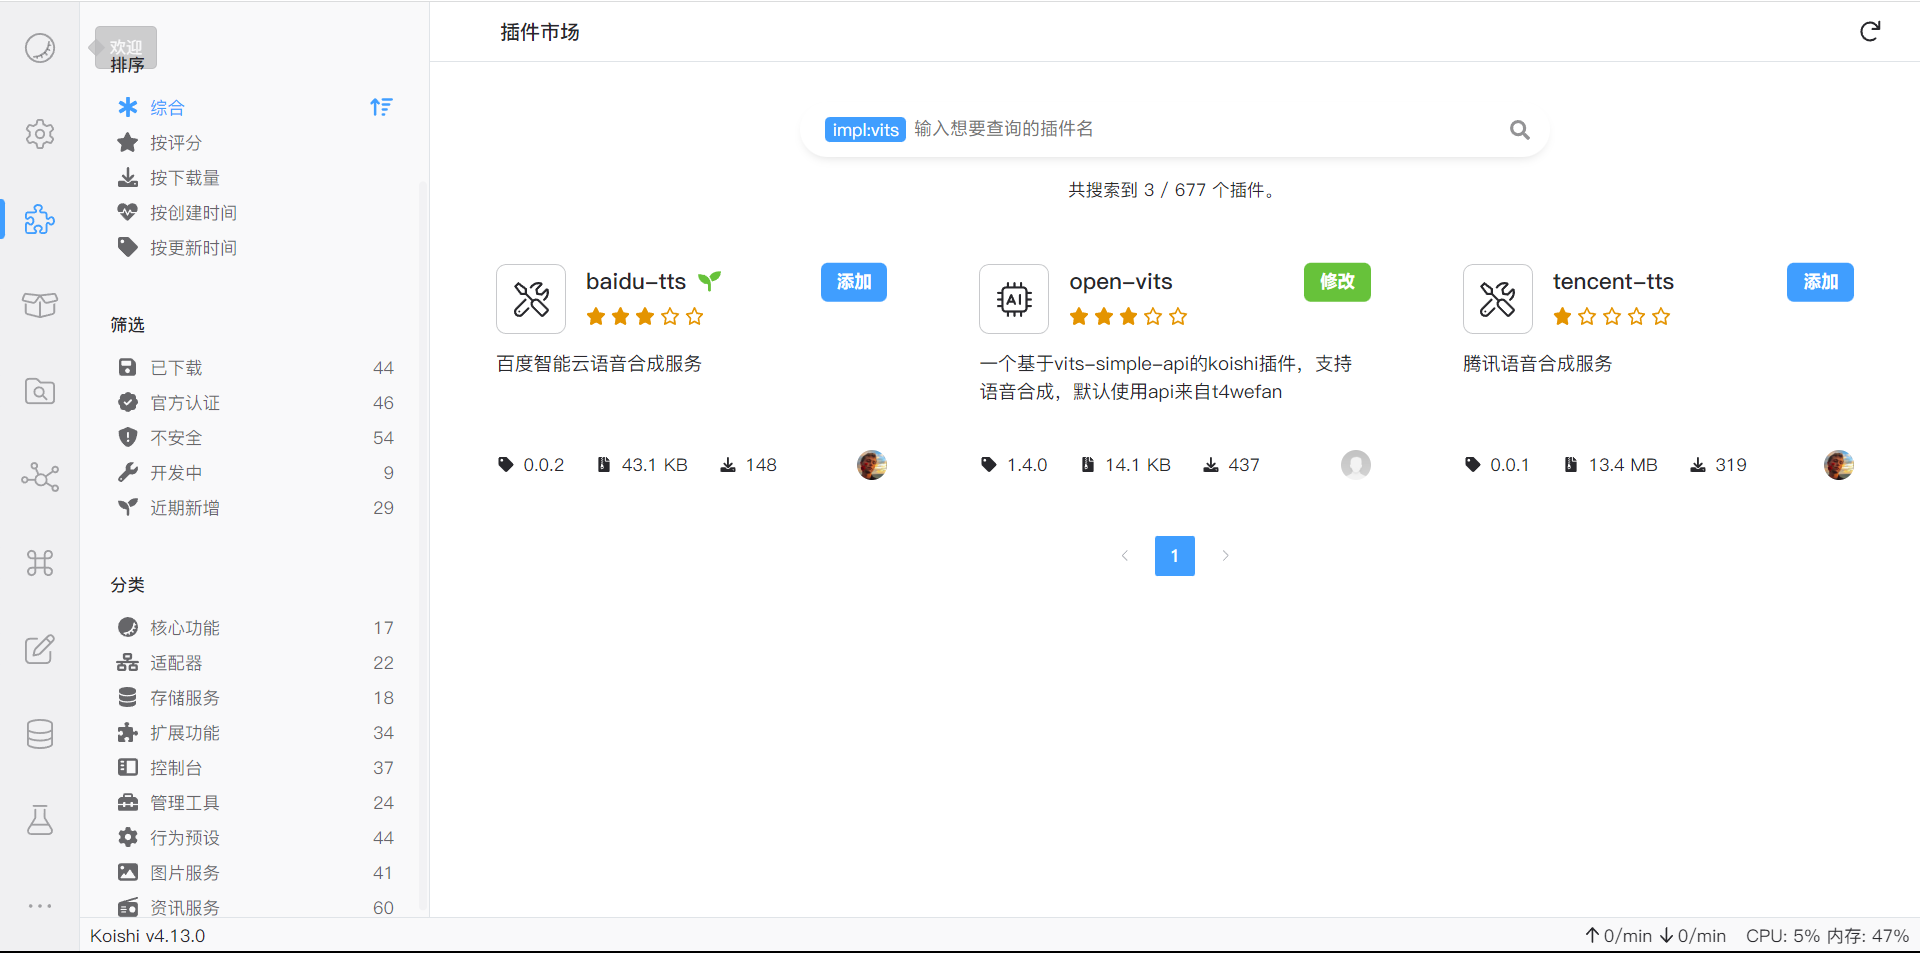 欢迎
排序
综合
按评分
按下载量
按创建时间
按更新时间
筛选
已下载 44
官方认证 46
不安全 54
开发中 9
近期新增 29
分类
核心功能 17
适配器 22
存储服务 18
扩展功能 34
控制台 37
管理工具 24
行为预设 44
图片服务 41
资讯服务 60
插件市场
impl:vits 输入想要查询的插件名
共搜索到 3 / 677 个插件。
baidu-tts 添加
百度智能云语音合成服务
0.0.2 43.1 KB 148
open-vits 修改
AI
一个基于vits-simple-api的koishi插件，支持
语音合成，默认使用api来自t4wefan
1.4.0 14.1 KB 437
tencent-tts 添加
腾讯语音合成服务
0.0.1 13.4 MB 319
1
Koishi v4.13.0
0/min 0/min CPU: 5% 内存: 47%